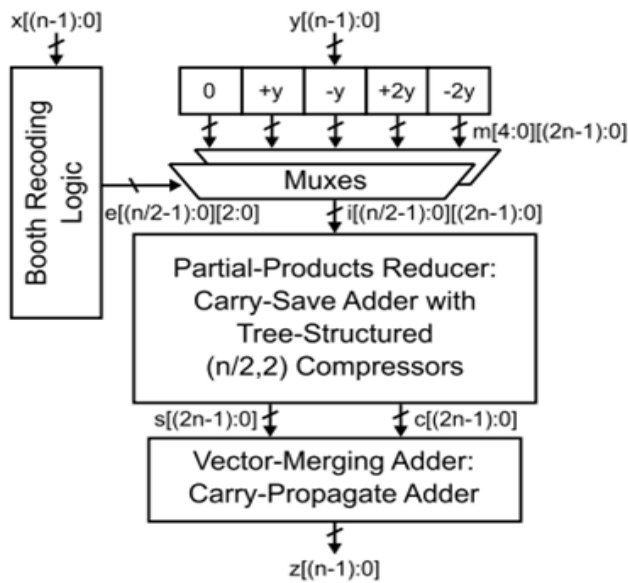 x[(n-1):0]
y[(n-1):0]
0 +y -y +2y -2y
m[4:0][(2n-1):0]
Muxes
Booth Recoding
Logic
e[(n/2-1):0][2:0]
i[(n/2-1):0][(2n-1):0]
Partial-Products Reducer:
Carry-Save Adder with
Tree-Structured
(n/2,2) Compressors
s[(2n-1):0]
c[(2n-1):0]
Vector-Merging Adder:
Carry-Propagate Adder
z[(n-1):0]